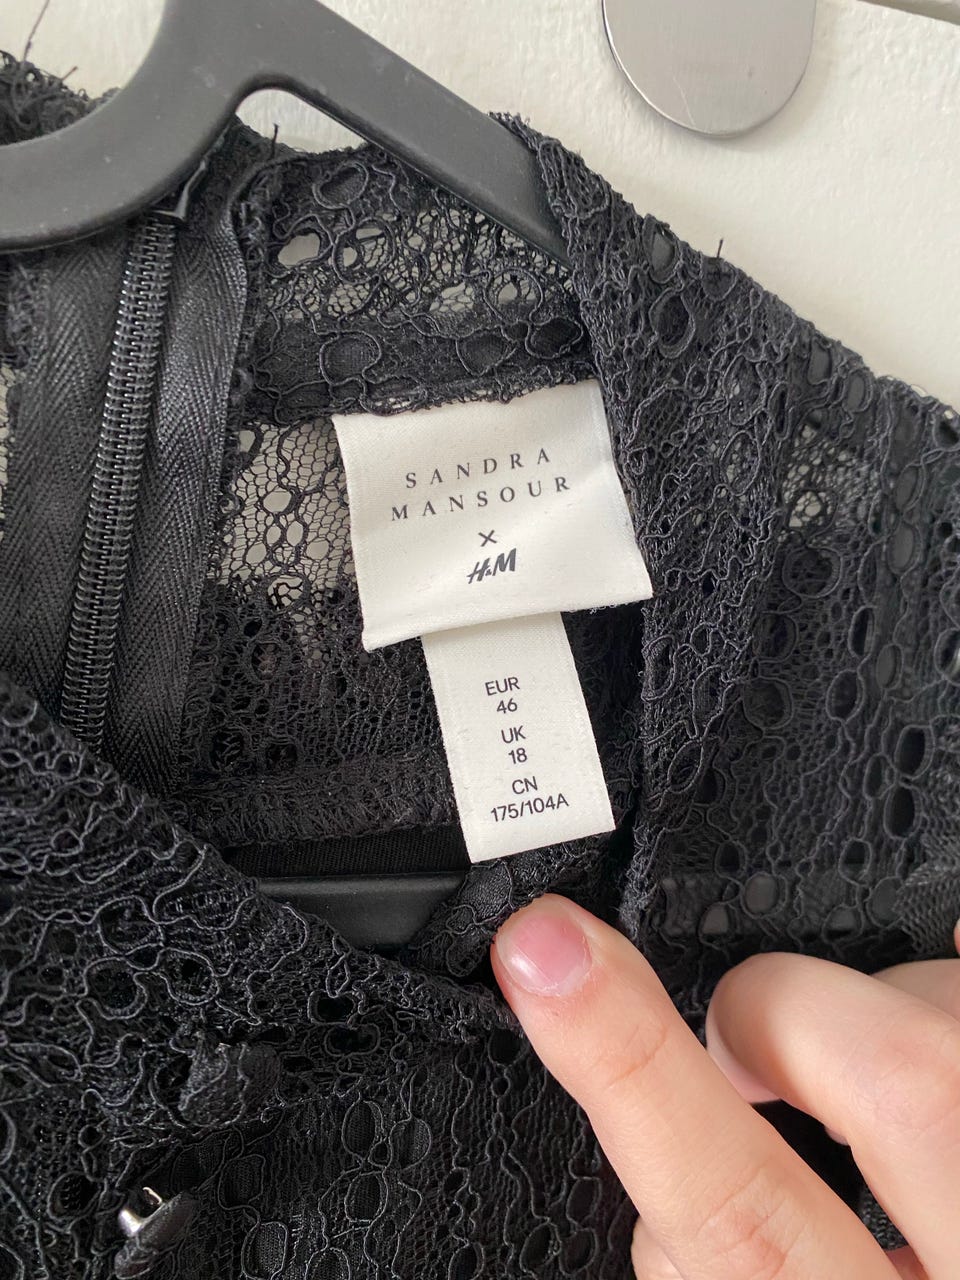 SANDRA
MANSOUR
×
H&M
EUR
46
UK
18
CN
175/104A